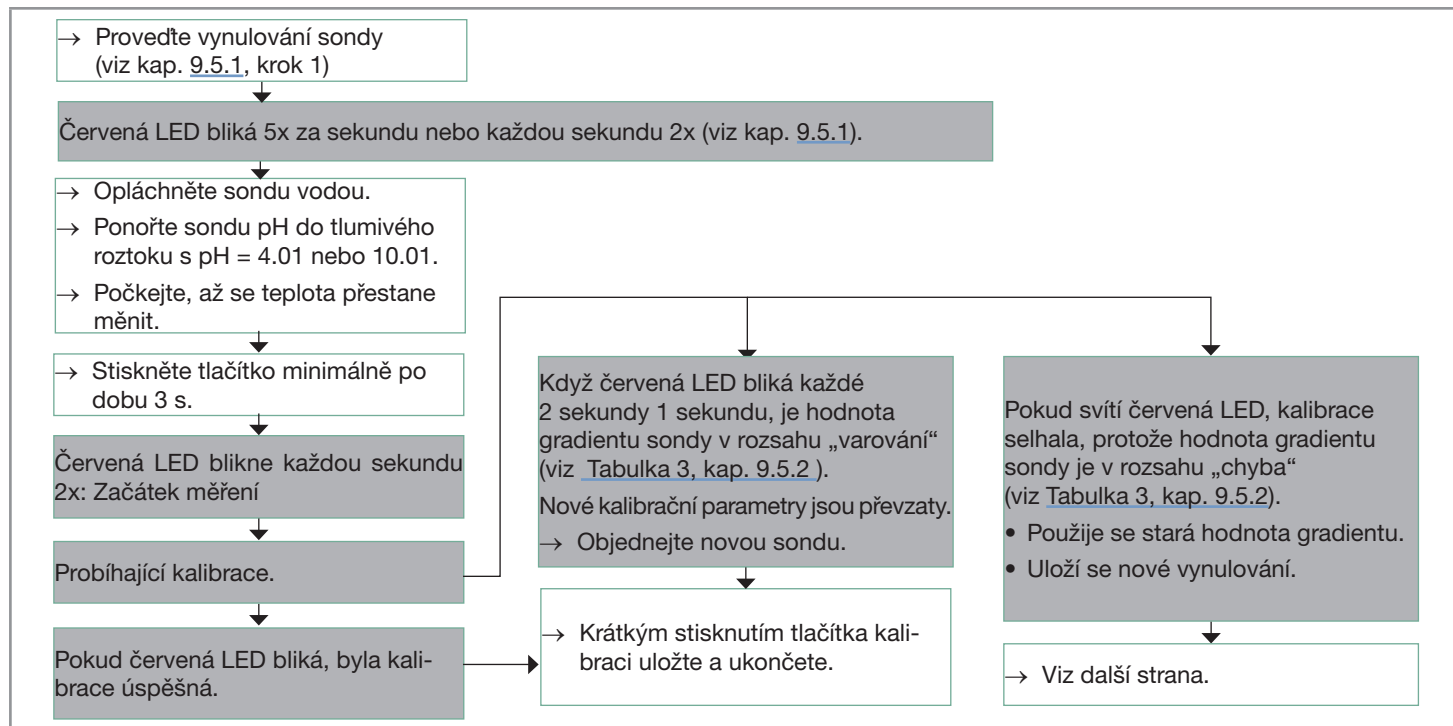 → Proveďte vynulování sondy
(viz kap. 9.5.1, krok 1)
Červená LED bliká 5x za sekundu nebo každou sekundu 2x (viz kap. 9.5.1).
→ Opláchněte sondu vodou.
→ Ponořte sondu pH do tlumivého
roztoku s pH = 4.01 nebo 10.01.
→ Počkejte, až se teplota přestane
měnit.
→ Stiskněte tlačítko minimálně po
dobu 3 s.
Červená LED blikne každou sekundu
2x: Začátek měření
Probíhající kalibrace.
Pokud červená LED bliká, byla kali-
brace úspěšná.
Když červená LED bliká každé
2 sekundy 1 sekundu, je hodnota
gradientu sondy v rozsahu „varování“
(viz Tabulka 3, kap. 9.5.2 ).
Nové kalibrační parametry jsou převzaty.
→ Objednejte novou sondu.
→ Krátkým stisknutím tlačítka kali-
braci uložte a ukončete.
Pokud svítí červená LED, kalibrace
selhala, protože hodnota gradientu
sondy je v rozsahu „chyba“
(viz Tabulka 3, kap. 9.5.2).
• Použije se stará hodnota gradientu.
• Uloží se nové vynulování.
→ Viz další strana.